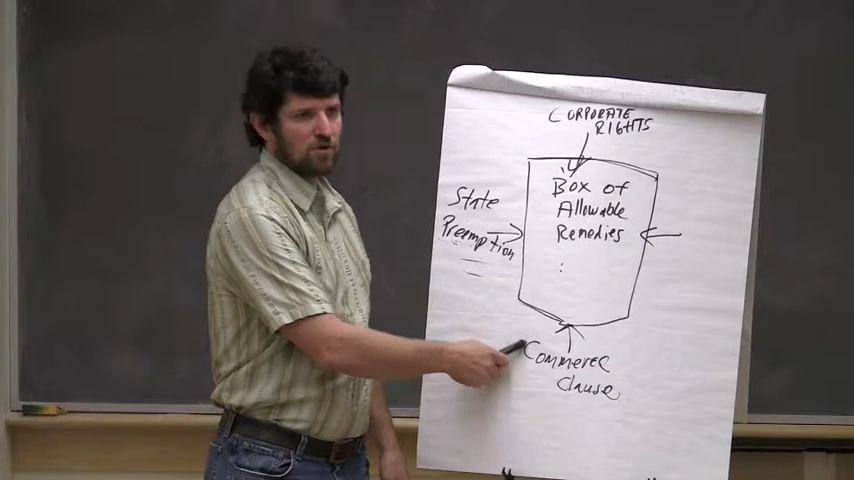 CORPORATE
RIGHTS
State
Preemption
Box of
Allowable
Remedies
Commerce
Clause